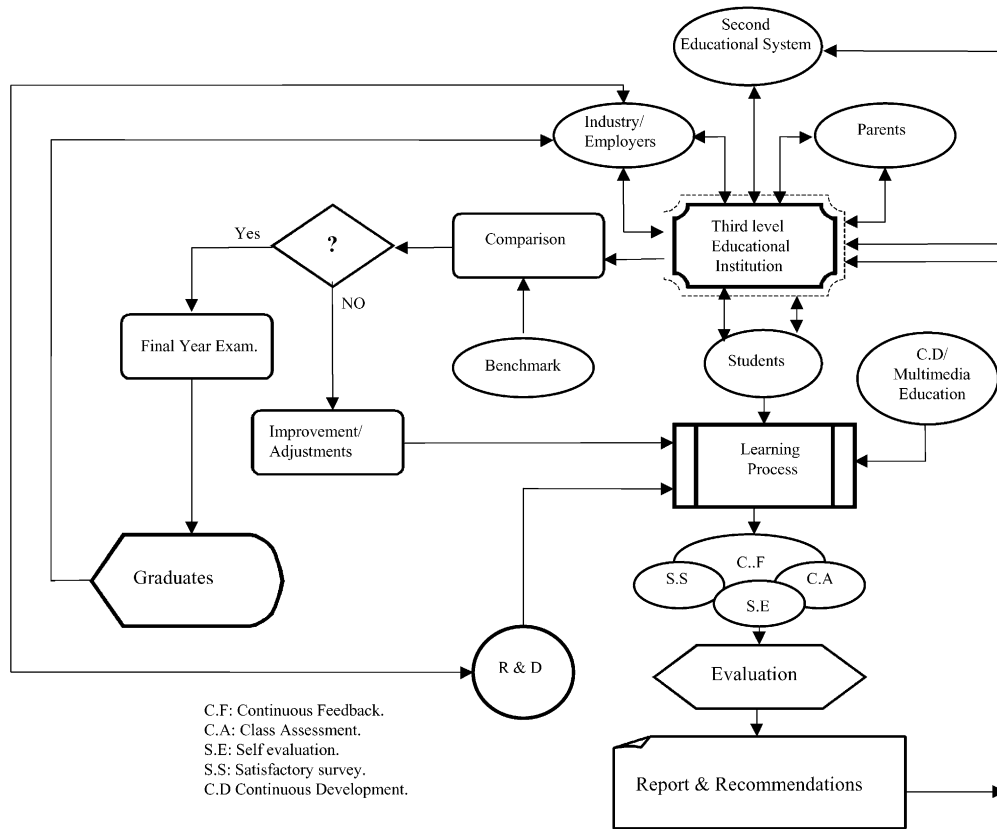 Second
Educational System
Industry/
Employers
Parents
Third level
Educational
Institution
Comparison
?
Yes
NO
Final Year Exam.
Benchmark
Students
C.D/
Multimedia
Education
Improvement/
Adjustments
Learning
Process
Graduates
C..F
S.S
C.A
S.E
R & D
Evaluation
C.F: Continuous Feedback.
C.A: Class Assessment.
S.E: Self evaluation.
S.S: Satisfactory survey.
C.D Continuous Development.
Report & Recommendations